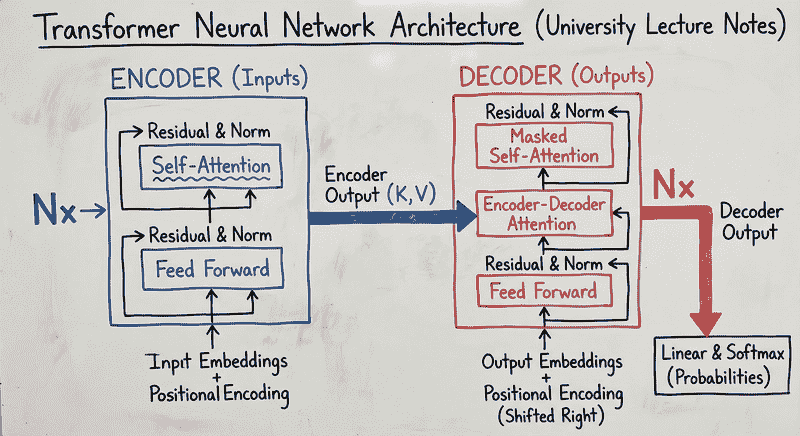 Transformer Neural Network Architecture (University Lecture Notes)
ENCODER (Inputs)
Residual & Norm
Self-Attention
Nx
Residual & Norm
Feed Forward
Inpit Embeddings
+
Positional Encoding
Encoder
Output (K,V)
DECODER (Outputs)
Residual & Norm
Masked
Self-Attention
Encoder-Decoder
Attention
Residual & Norm
Feed Forward
Output Embeddings
+
Positional Encoding
(Shifted Right)
Nx
Decoder
Output
Linear & Softmax
(Probabilities)